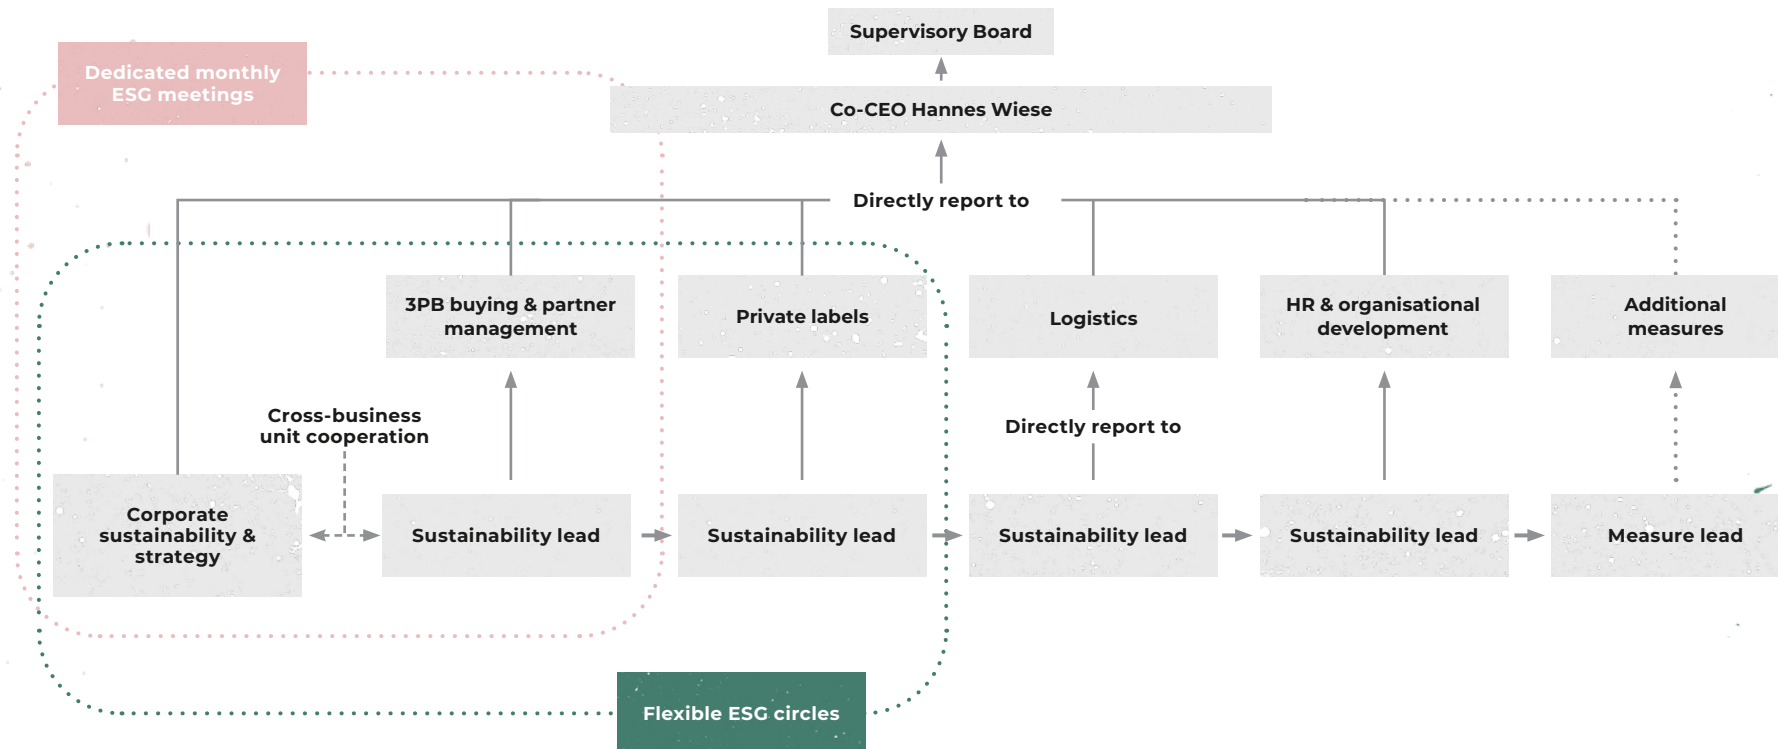 Supervisory Board
Dedicated monthly
ESG meetings
Co-CEO Hannes Wiese
Directly report to
3PB buying & partner
management
Private labels
Logistics
HR & organisational
development
Additional
measures
Cross-business
unit cooperation
Directly report to
Corporate
sustainability &
strategy
Sustainability lead
Sustainability lead
Sustainability lead
Sustainability lead
Measure lead
Flexible ESG circles